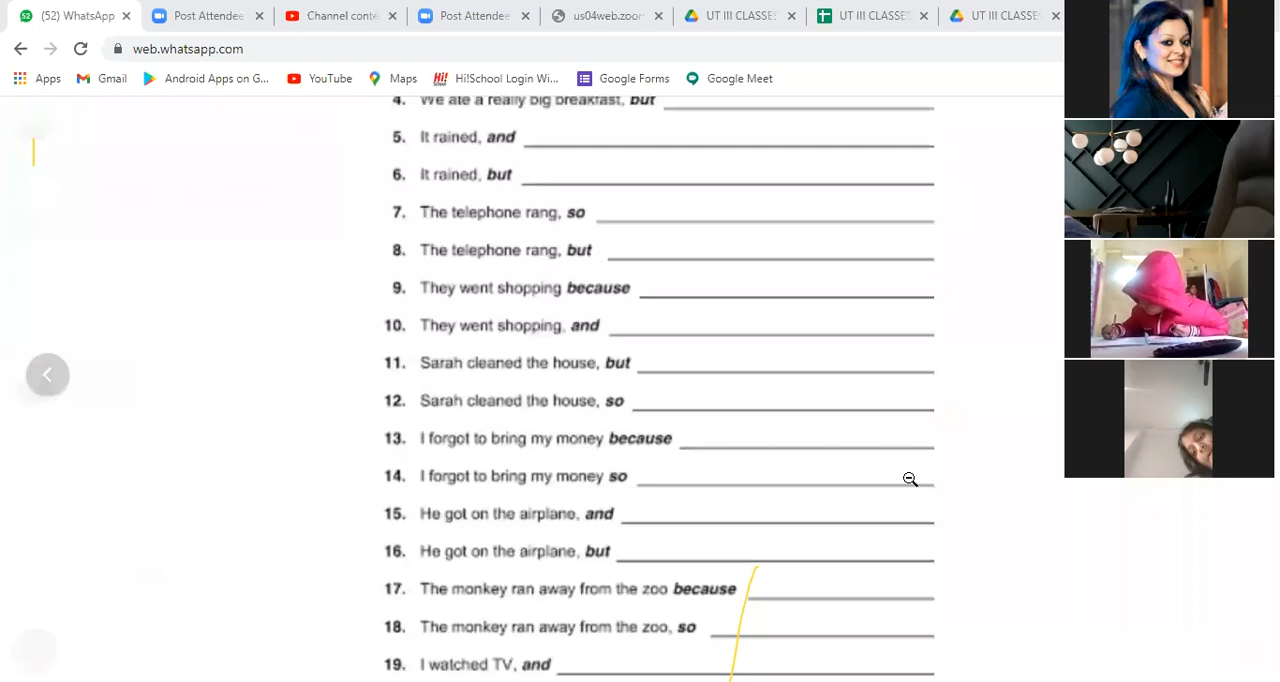 (52) WhatsApp
Post Attendee
Channel conte
Post Attendee
us04web.zoor
UT III CLASSE
UT III CLASSE
UT III CLASSE
web.whatsapp.com
Apps
Gmail
Android Apps on G...
YouTube
Maps
Hi!School Login Wi...
Google Forms
Google Meet
4. We ate a really big breakfast, but
5. It rained, and
6. It rained, but
7. The telephone rang, so
8. The telephone rang, but
9. They went shopping because
10. They went shopping, and
11. Sarah cleaned the house, but
12. Sarah cleaned the house, so
13. I forgot to bring my money because
14. I forgot to bring my money so
15. He got on the airplane, and
16. He got on the airplane, but
17. The monkey ran away from the zoo because
18. The monkey ran away from the zoo, so
19. I watched TV, and